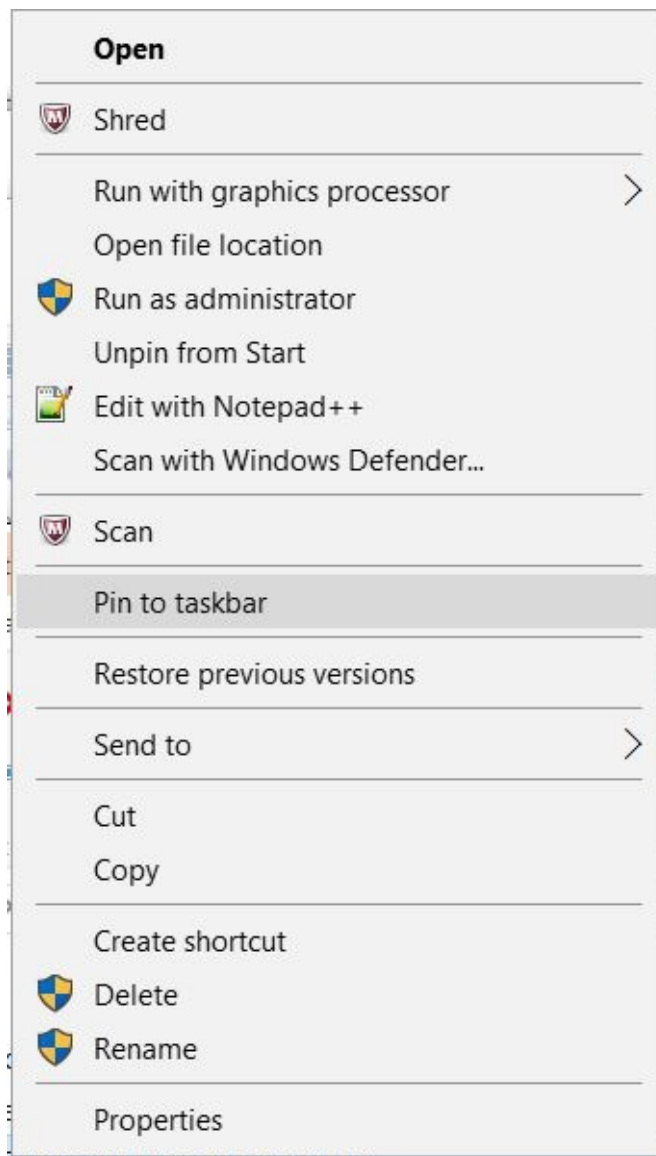 Open
Shred
Run with graphics processor
Open file location
Run as administrator
Unpin from Start
Edit with Notepad++
Scan with Windows Defender...
Scan
Pin to taskbar
Restore previous versions
Send to
Cut
Copy
Create shortcut
Delete
Rename
Properties